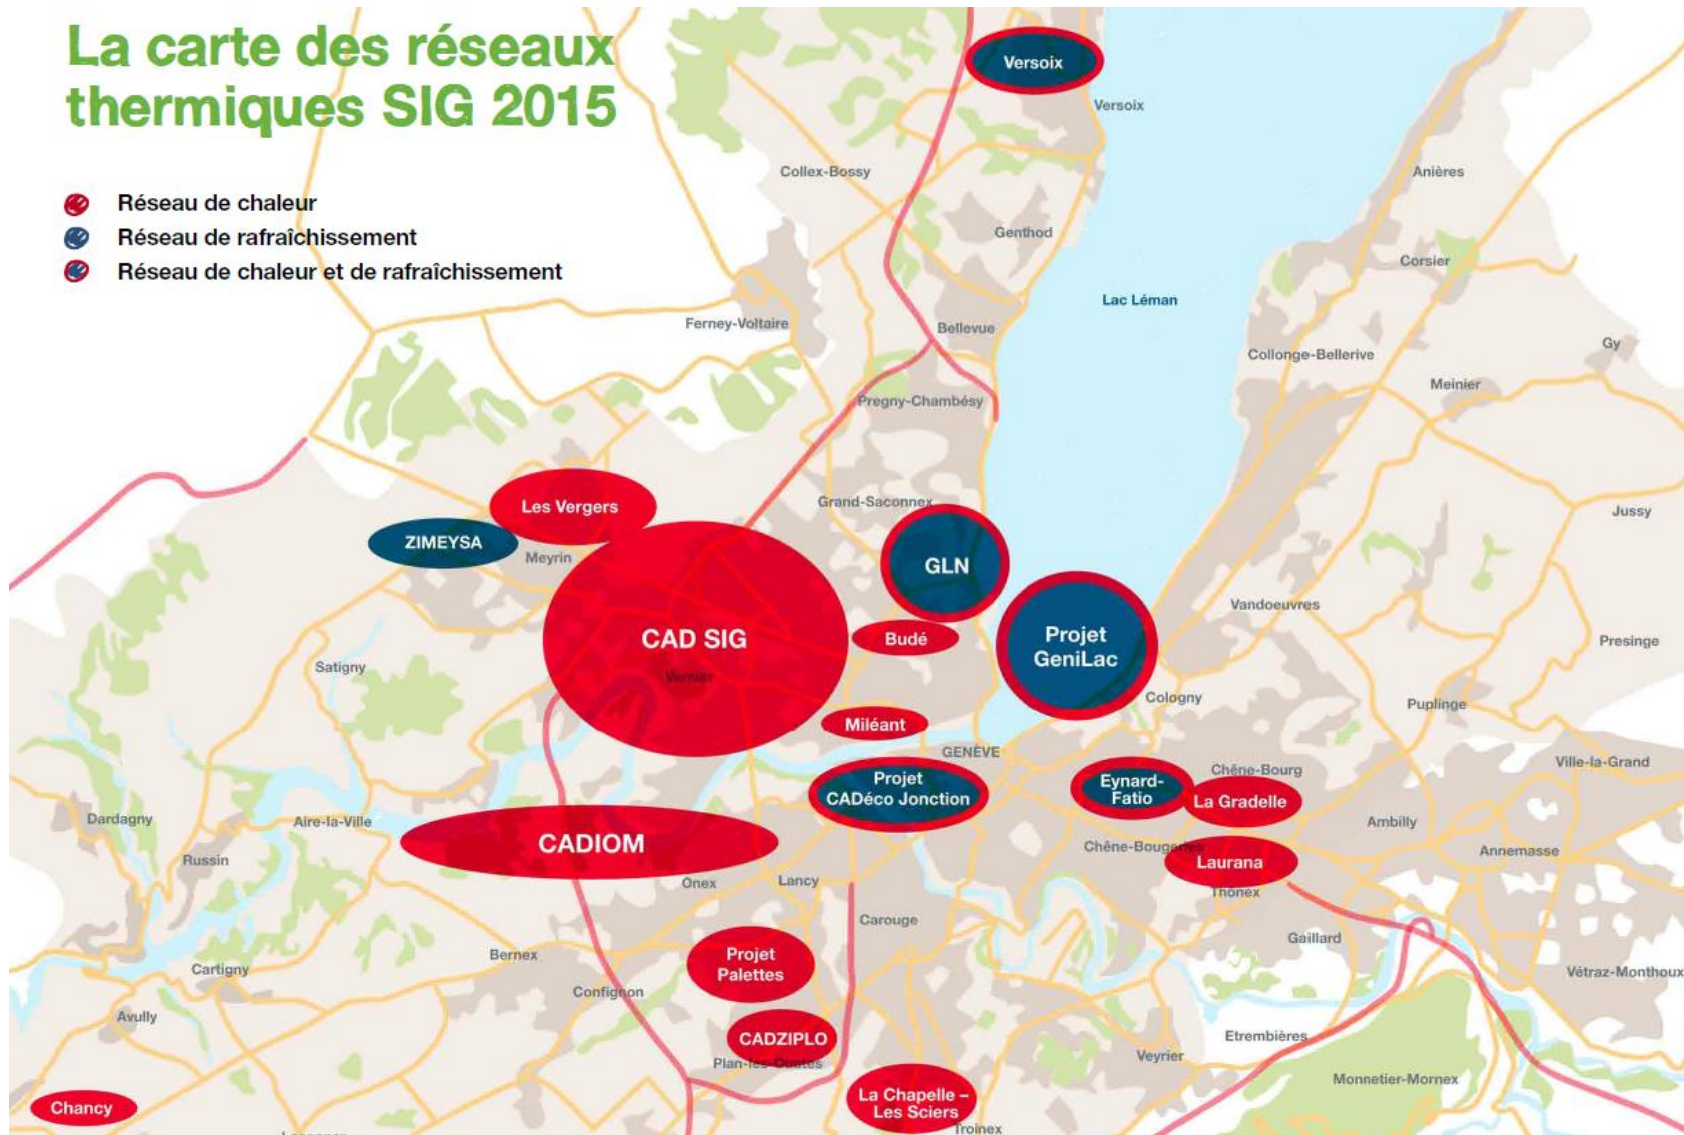 La carte des réseaux
thermiques SIG 2015
Réseau de chaleur
Réseau de rafraîchissement
Réseau de chaleur et de rafraîchissement
Versoix
Versoix
Collex-Bossy
Anières
Genthod
Corsier
Lac Léman
Ferney-Voltaire
Bellevue
Gy
Collonge-Bellerive
Meinier
Pregny-Chambésy
Grand-Saconnex
Les Vergers
Jussy
ZIMEYSA
Meyrin
GLN
Vandoeuvres
CAD SIG
Budé
Projet
GeniLac
Presinge
Satigny
Vernier
Cologny
Puplinge
Miléant
GENÈVE
Ville-la-Grand
Projet
CADéco Jonction
Eynard-
Fatio
Chêne-Bourg
La Gradelle
Dardagny
Aire-la-Ville
Ambilly
CADIOM
Chêne-Bougeries
Annemasse
Russin
Laurana
Onex
Lancy
Thônex
Carouge
Gaillard
Bernex
Projet
Palettes
Cartigny
Vétraz-Monthoux
Confignon
Avully
CADZIPLO
Etrembières
Plan-les-Ouates
Veyrier
Monnetier-Mornex
Chancy
La Chapelle –
Les Sciers
Troinex